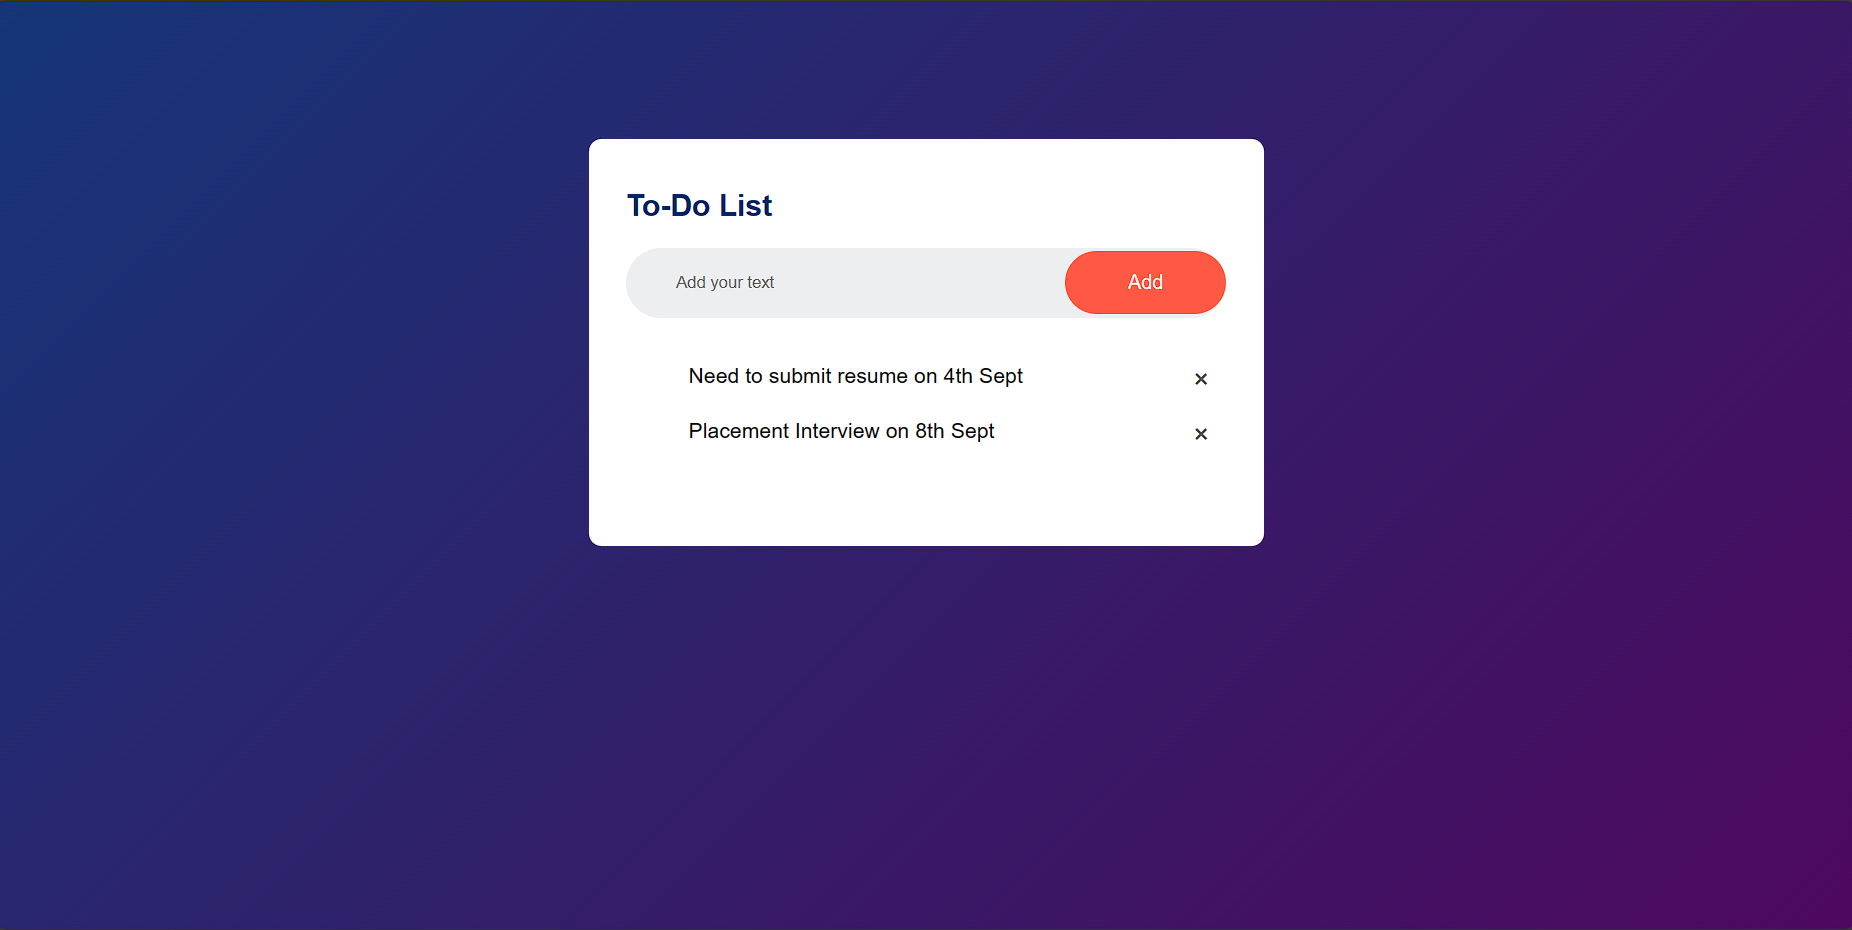 To-Do List
Add your text
Add
Need to submit resume on 4th Sept
×
Placement Interview on 8th Sept
×